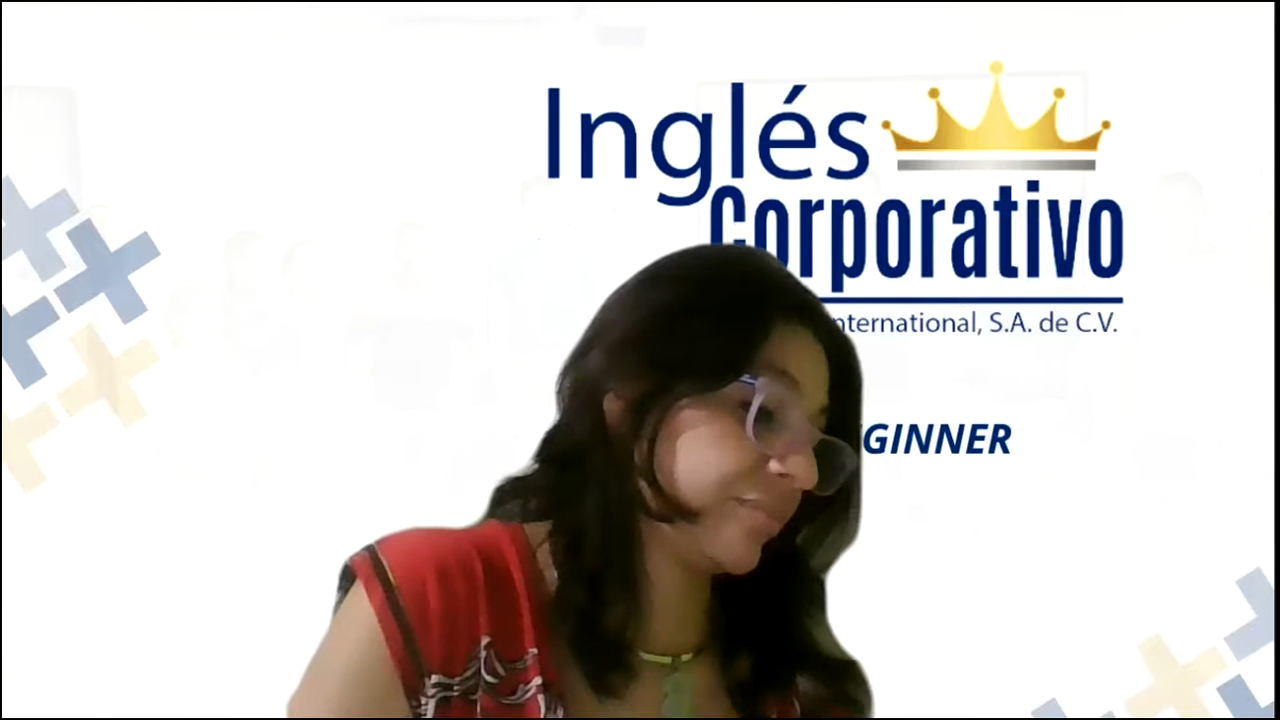 Inglés
Corporativo
International, S.A. de C.V.
GINNER